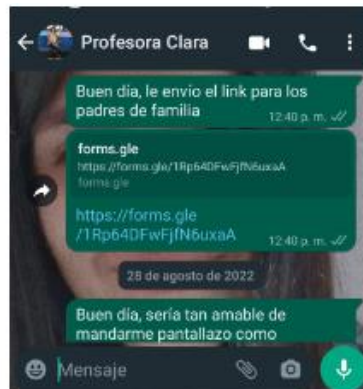 Profesora Clara
Buen día, le envio el link para los
padres de familia
12:40 p. m.
forms.gle
https://forms.gle/1Rp64DFwFjfN6uxaA
forms.gle
https://forms.gle
/1Rp64DFwFjfN6uxaA
12:40 p. m.
28 de agosto de 2022
Buen día, sería tan amable de
mandarme pantallazo como
Mensaje